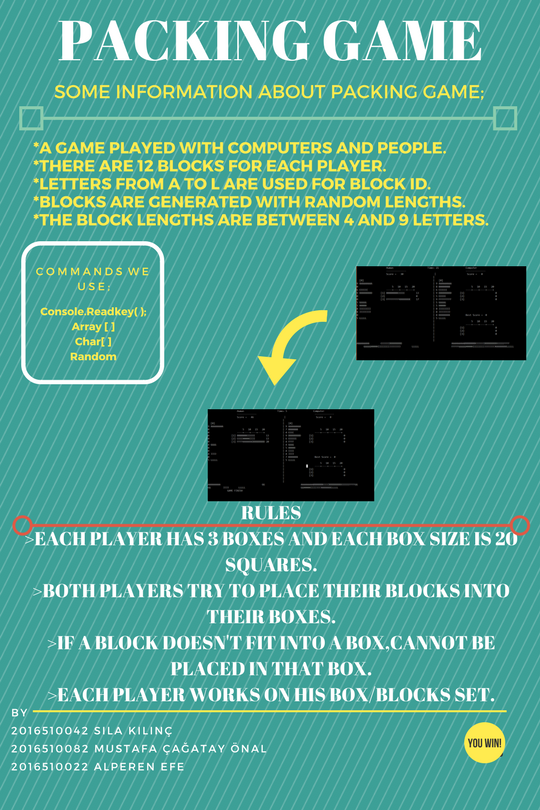 PACKING GAME
SOME INFORMATION ABOUT PACKING GAME;
*A GAME PLAYED WITH COMPUTERS AND PEOPLE.
*THERE ARE 12 BLOCKS FOR EACH PLAYER.
*LETTERS FROM A TO L ARE USED FOR BLOCK ID.
*BLOCKS ARE GENERATED WITH RANDOM LENGTHS.
*THE BLOCK LENGTHS ARE BETWEEN 4 AND 9 LETTERS.
COMMANDS WE
USE;
Console.Readkey( );
Array [ ]
Char[ ]
Random
RULES
>EACH PLAYER HAS 3 BOXES AND EACH BOX SIZE IS 20
SQUARES.
>BOTH PLAYERS TRY TO PLACE THEIR BLOCKS INTO
THEIR BOXES.
>IF A BLOCK DOESN'T FIT INTO A BOX,CANNOT BE
PLACED IN THAT BOX.
>EACH PLAYER WORKS ON HIS BOX/BLOCKS SET.
BY
2016510042 SILA KILINÇ
2016510082 MUSTAFA ÇAĞATAY ÖNAL
2016510022 ALPEREN EFE
YOU WIN!